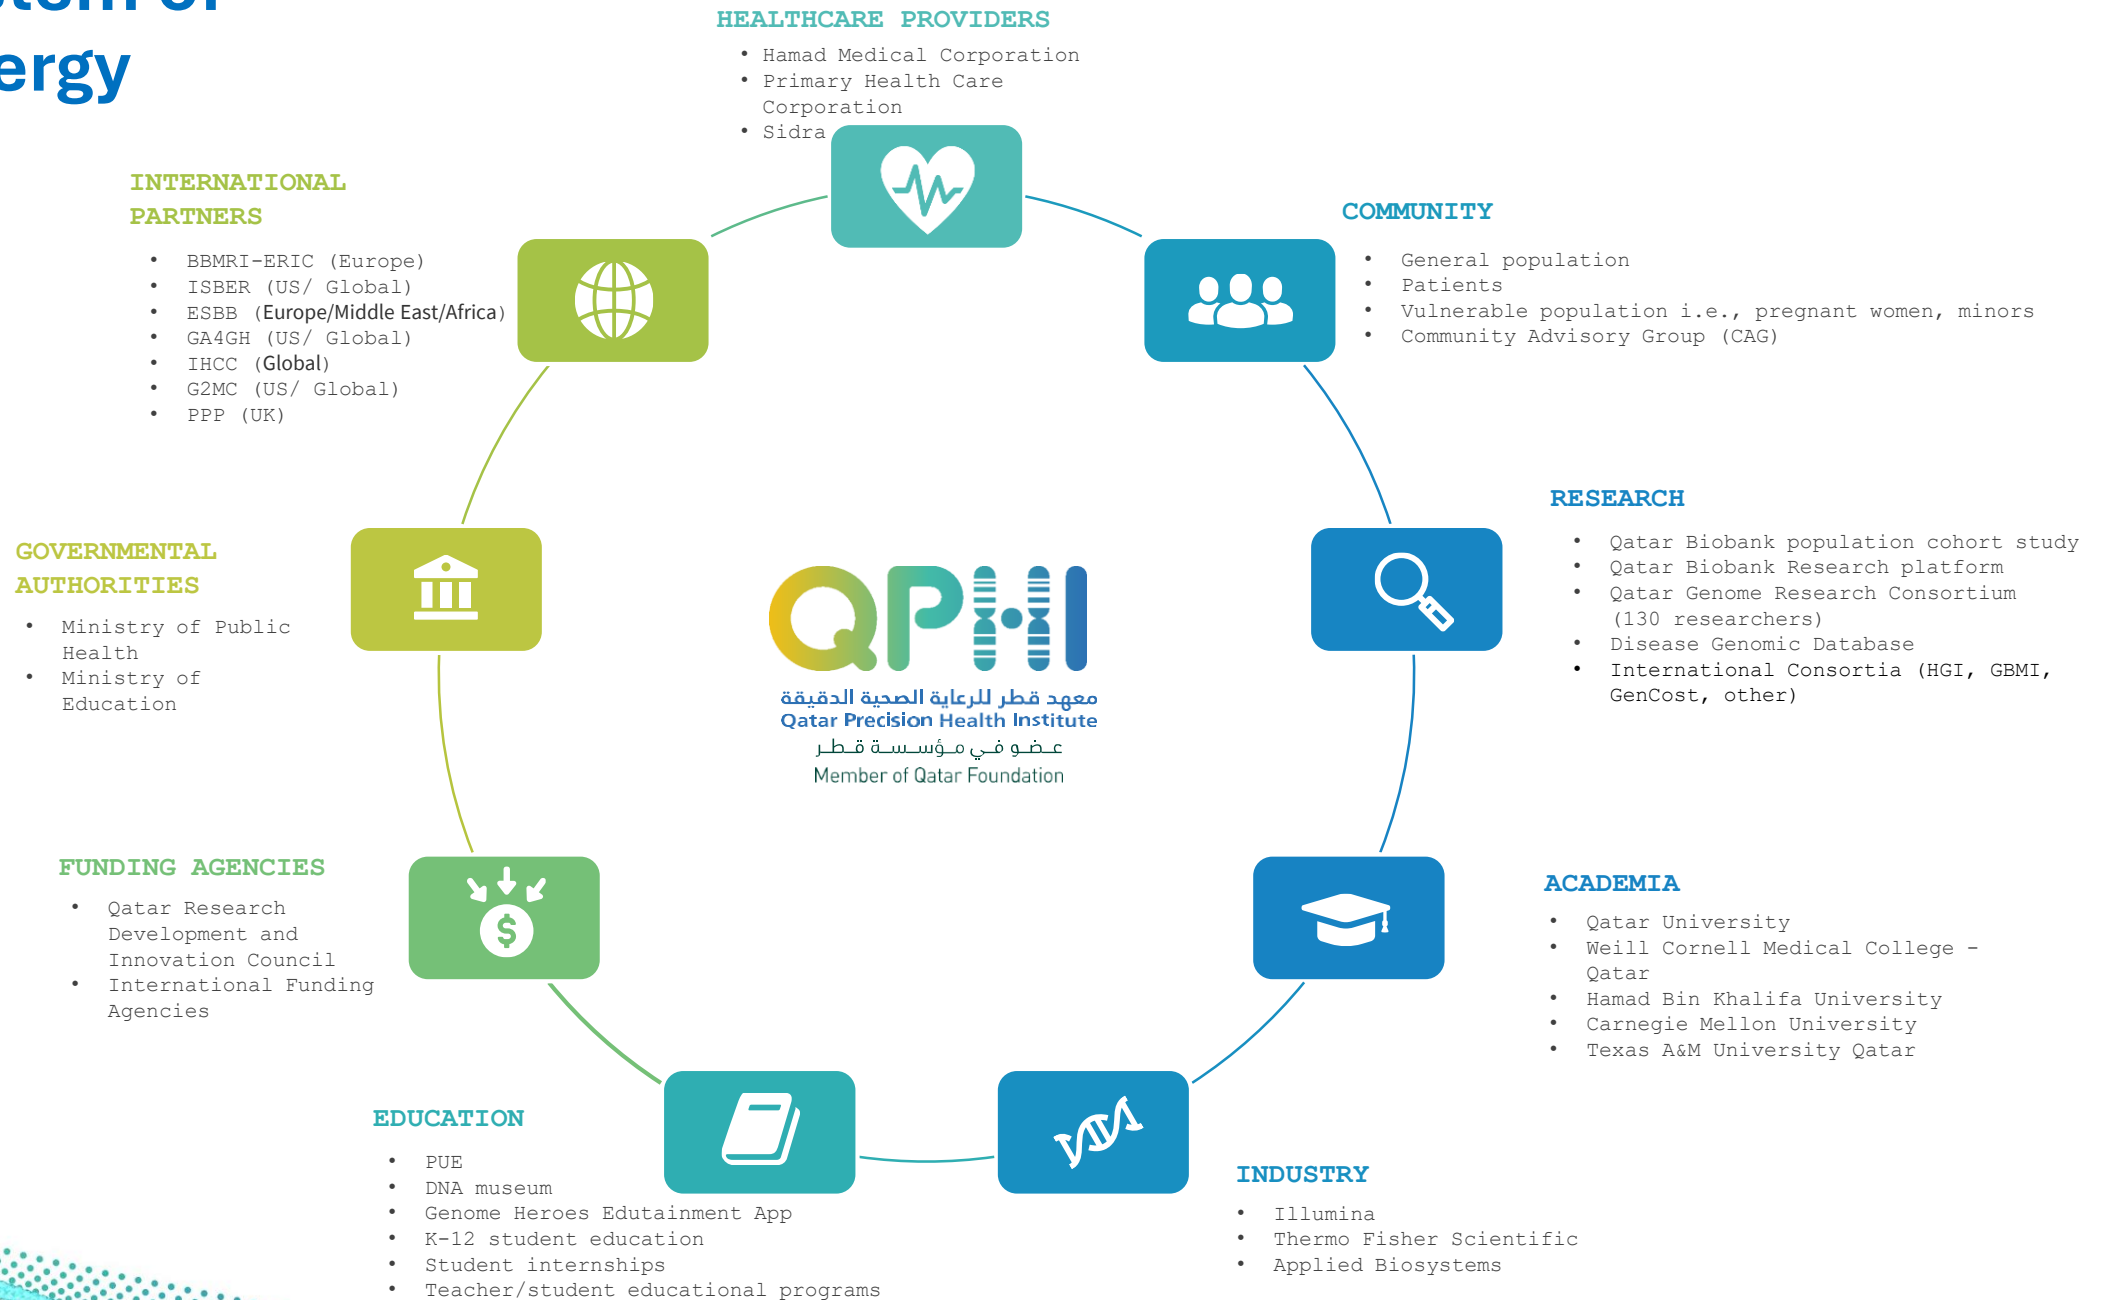 ergy
HEALTHCARE PROVIDERS
• Hamad Medical Corporation
• Primary Health Care
Corporation
• Sidra
INTERNATIONAL
PARTNERS
• BBMRI-ERIC (Europe)
• ISBER (US/ Global)
• ESBB (Europe/Middle East/Africa)
• GA4GH (US/ Global)
• IHCC (Global)
• G2MC (US/ Global)
• PPP (UK)
COMMUNITY
• General population
• Patients
• Vulnerable population i.e., pregnant women, minors
• Community Advisory Group (CAG)
RESEARCH
• Qatar Biobank population cohort study
• Qatar Biobank Research platform
• Qatar Genome Research Consortium
(130 researchers)
• Disease Genomic Database
• International Consortia (HGI, GBMI,
GenCost, other)
GOVERNMENTAL
AUTHORITIES
• Ministry of Public
Health
• Ministry of
Education
QPHI
معهد قطر للرعاية الصحية الدقيقة
Qatar Precision Health Institute
عضو في مؤسسة قطر
Member of Qatar Foundation
FUNDING AGENCIES
• Qatar Research
Development and
Innovation Council
• International Funding
Agencies
$
ACADEMIA
• Qatar University
• Weill Cornell Medical College -
Qatar
• Hamad Bin Khalifa University
• Carnegie Mellon University
• Texas A&M University Qatar
EDUCATION
• PUE
• DNA museum
• Genome Heroes Edutainment App
• K-12 student education
• Student internships
• Teacher/student educational programs
INDUSTRY
• Illumina
• Thermo Fisher Scientific
• Applied Biosystems